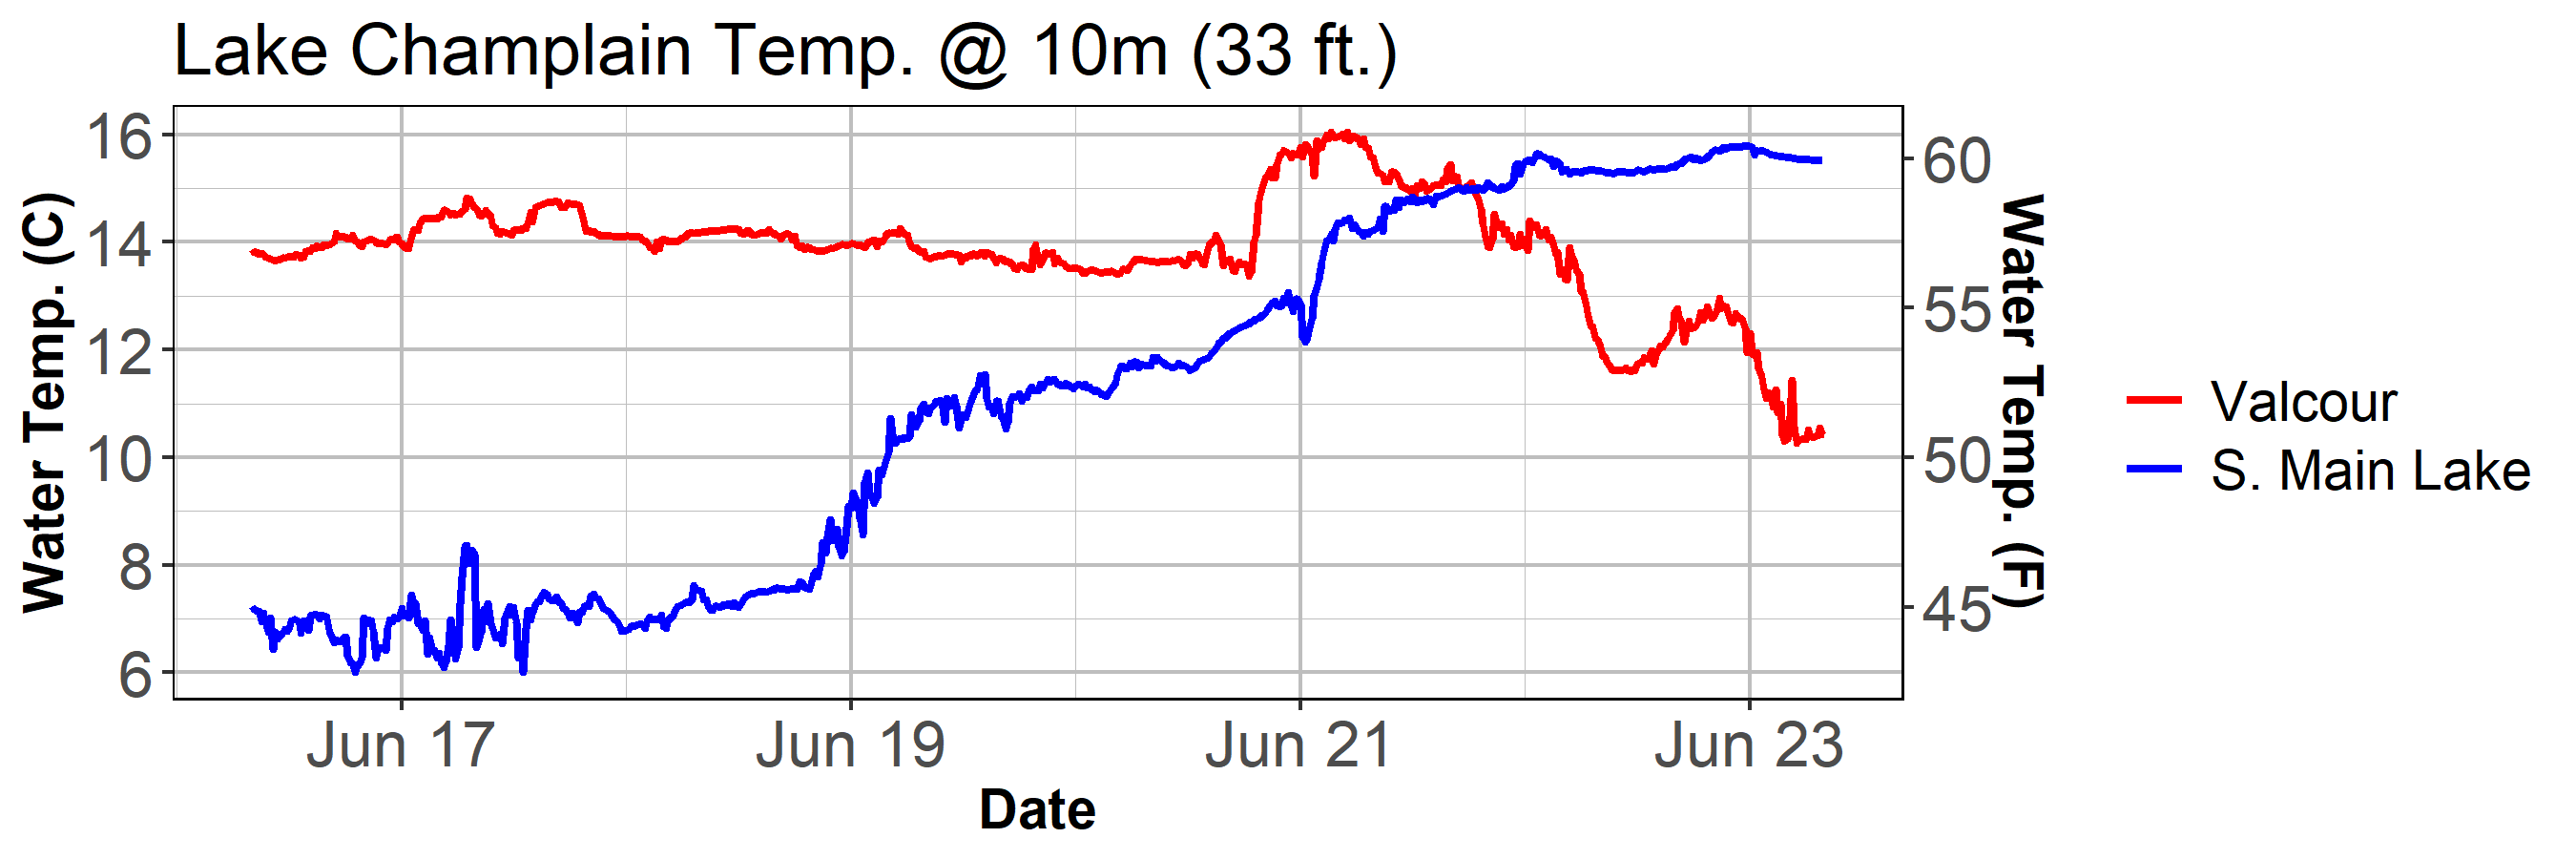 Lake Champlain Temp. @ 10m (33 ft.)
Water Temp. (C)
16
14
12
10
8
6
60
55
50
45
Water Temp. (F)
Jun 17
Jun 19
Jun 21
Jun 23
Date
Valcour
S. Main Lake